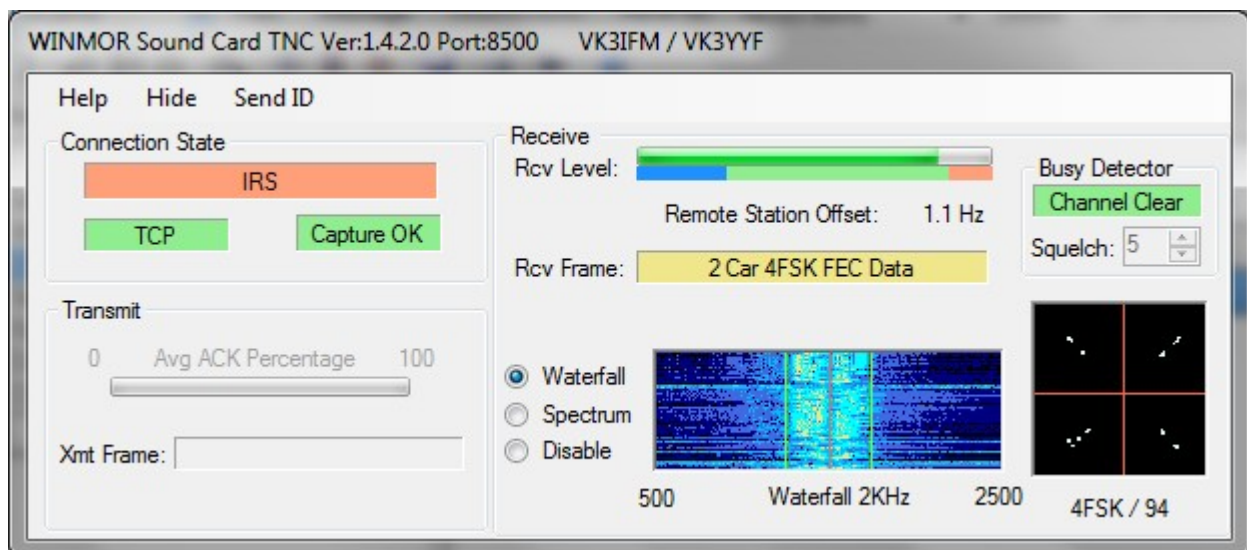 WINMOR Sound Card TNC Ver:1.4.2.0 Port:8500 VK3IFM / VK3YYF
Help Hide Send ID
Connection State
IRS
TCP Capture OK
Transmit
0 Avg ACK Percentage 100
Xmt Frame:
Receive
Rcv Level:
Remote Station Offset: 1.1 Hz
Rcv Frame: 2 Car 4FSK FEC Data
Busy Detector
Channel Clear
Squelch: 5
Waterfall
Spectrum
Disable
500 Waterfall 2KHz 2500
4FSK / 94